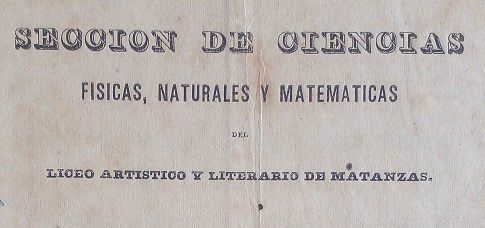 SECCION DE CIENCIAS
FISICAS, NATURALES Y MATEMATICAS
DEL
LICEO ARTISTICO Y LITERARIO DE MATANZAS.